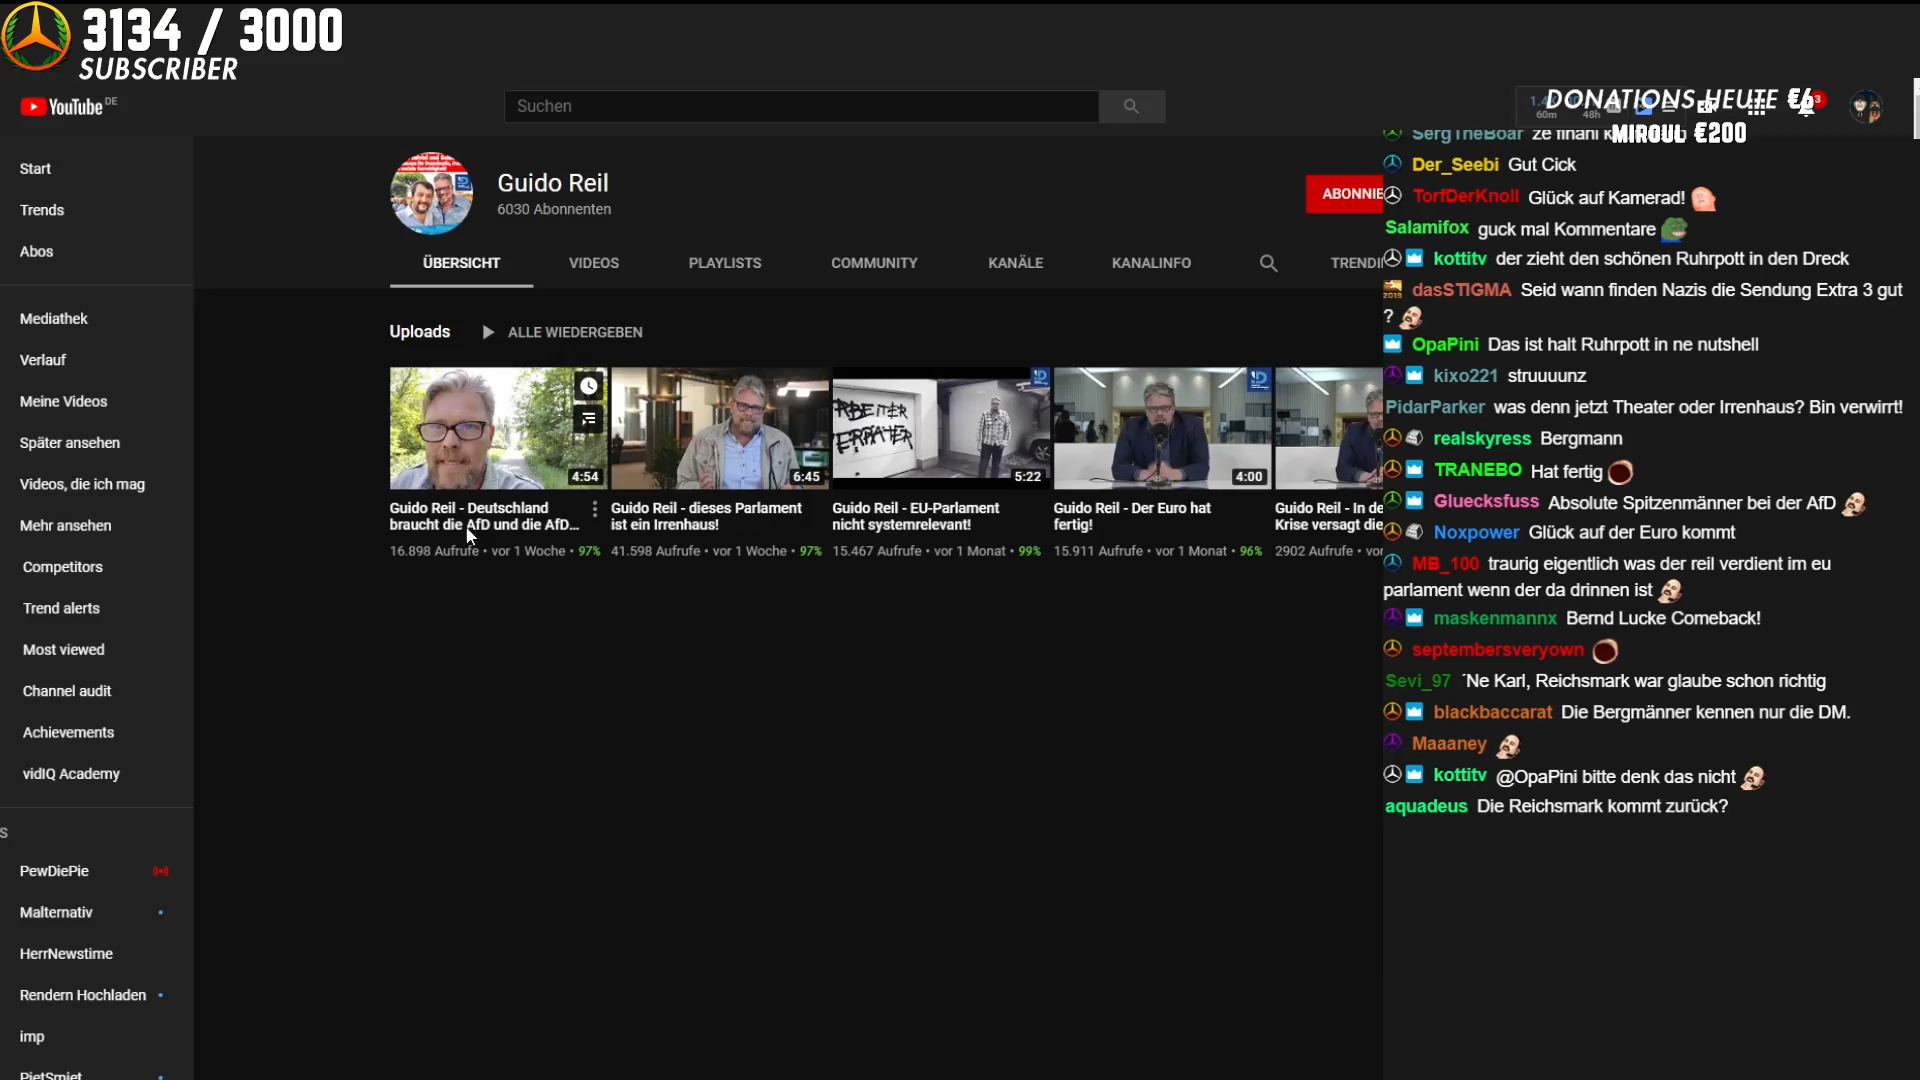 3134 / 3000
SUBSCRIBER
YouTube DE
Suchen
60m
48h
DONATIONS HEUTE €6
3
MIROUL €200
Start
Trends
Abos
Mediathek
Verlauf
Meine Videos
Später ansehen
Videos, die ich mag
Mehr ansehen
Competitors
Trend alerts
Most viewed
Channel audit
Achievements
vidIQ Academy
S
PewDiePie
Malternativ
HerrNewstime
Rendern Hochladen
imp
PietSmiet
Guido Reil
6030 Abonnenten
ABONNIE
ÜBERSICHT VIDEOS PLAYLISTS COMMUNITY KANÄLE KANALINFO TRENDI
Uploads ALLE WIEDERGEBEN
4:54
Guido Reil - Deutschland
braucht die AfD und die AfD...
16.898 Aufrufe • vor 1 Woche • 97%
6:45
Guido Reil - dieses Parlament
ist ein Irrenhaus!
41.598 Aufrufe • vor 1 Woche • 97%
5:22
Guido Reil - EU-Parlament
nicht systemrelevant!
15.467 Aufrufe • vor 1 Monat • 99%
4:00
Guido Reil - Der Euro hat
fertig!
15.911 Aufrufe • vor 1 Monat • 96%
Guido Reil - In de
Krise versagt die
2902 Aufrufe • vor
SergTheBoar
Der_Seebi Gut Cick
TorfDerKnoll Glück auf Kamerad!
Salamifox guck mal Kommentare
kottitv der zieht den schönen Ruhrpott in den Dreck
dasSTIGMA Seid wann finden Nazis die Sendung Extra 3 gut
?
OpaPini Das ist halt Ruhrpott in ne nutshell
kixo221 struuunz
PidarParker was denn jetzt Theater oder Irrenhaus? Bin verwirrt!
realskyress Bergmann
TRANEBO Hat fertig
Gluecksfuss Absolute Spitzenmänner bei der AfD
Noxpower Glück auf der Euro kommt
MB_100 traurig eigentlich was der reil verdient im eu
parlament wenn der da drinnen ist
maskenmannx Bernd Lucke Comeback!
septembersveryown
Sevi_97 ´Ne Karl, Reichsmark war glaube schon richtig
blackbaccarat Die Bergmänner kennen nur die DM.
Maaaney
kottitv @OpaPini bitte denk das nicht
aquadeus Die Reichsmark kommt zurück?